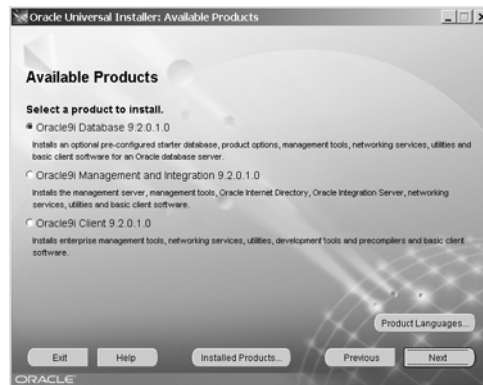 Oracle Universal Installer: Available Products
Available Products
Select a product to install.
Oracle9i Database 9.2.0.1.0
Installs an optional pre-configured starter database, product options, management tools, networking services, utilities and
basic client software for an Oracle database server.
Oracle9i Management and Integration 9.2.0.1.0
Installs the management server, management tools, Oracle Internet Directory, Oracle Integration Server, networking
services, utilities and basic client software.
Oracle9i Client 9.2.0.1.0
Installs enterprise management tools, networking services, utilities, development tools and precompilers and basic client
software.
Product Languages...
Exit Help Installed Products... Previous Next
ORACLE